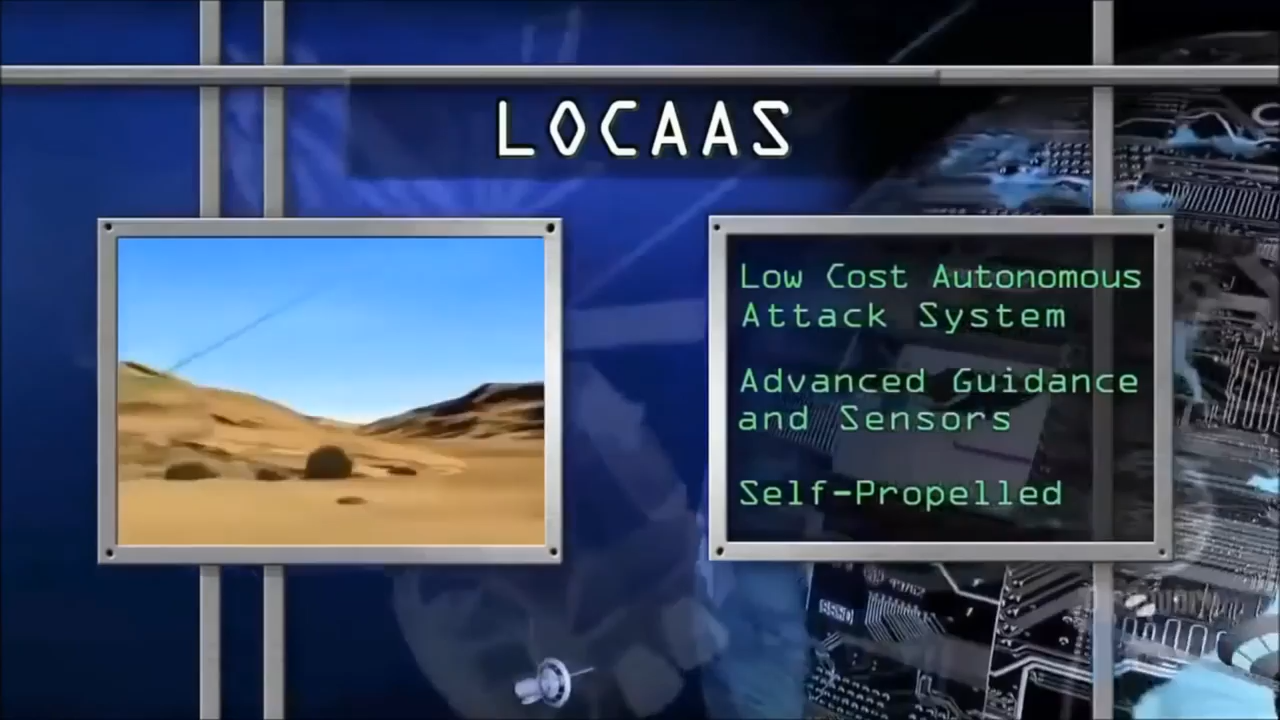 LOCAAS
Low Cost Autonomous
Attack System
Advanced Guidance
and Sensors
Self-Propelled